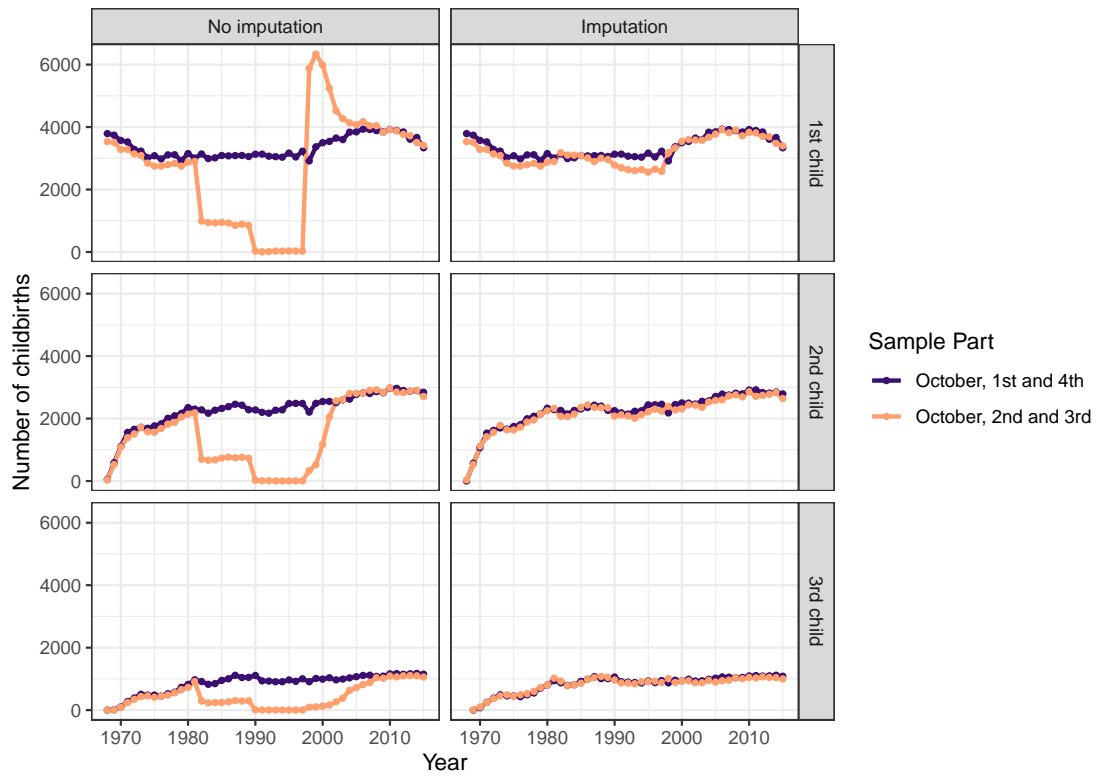 No imputation
Imputation
6000
4000
2000
0
1st child
6000
4000
2000
0
2nd child
6000
4000
2000
0
3rd child
1970
1980
1990
2000
2010
1970
1980
1990
2000
2010
Year
Number of childbirths
Sample Part
October, 1st and 4th
October, 2nd and 3rd